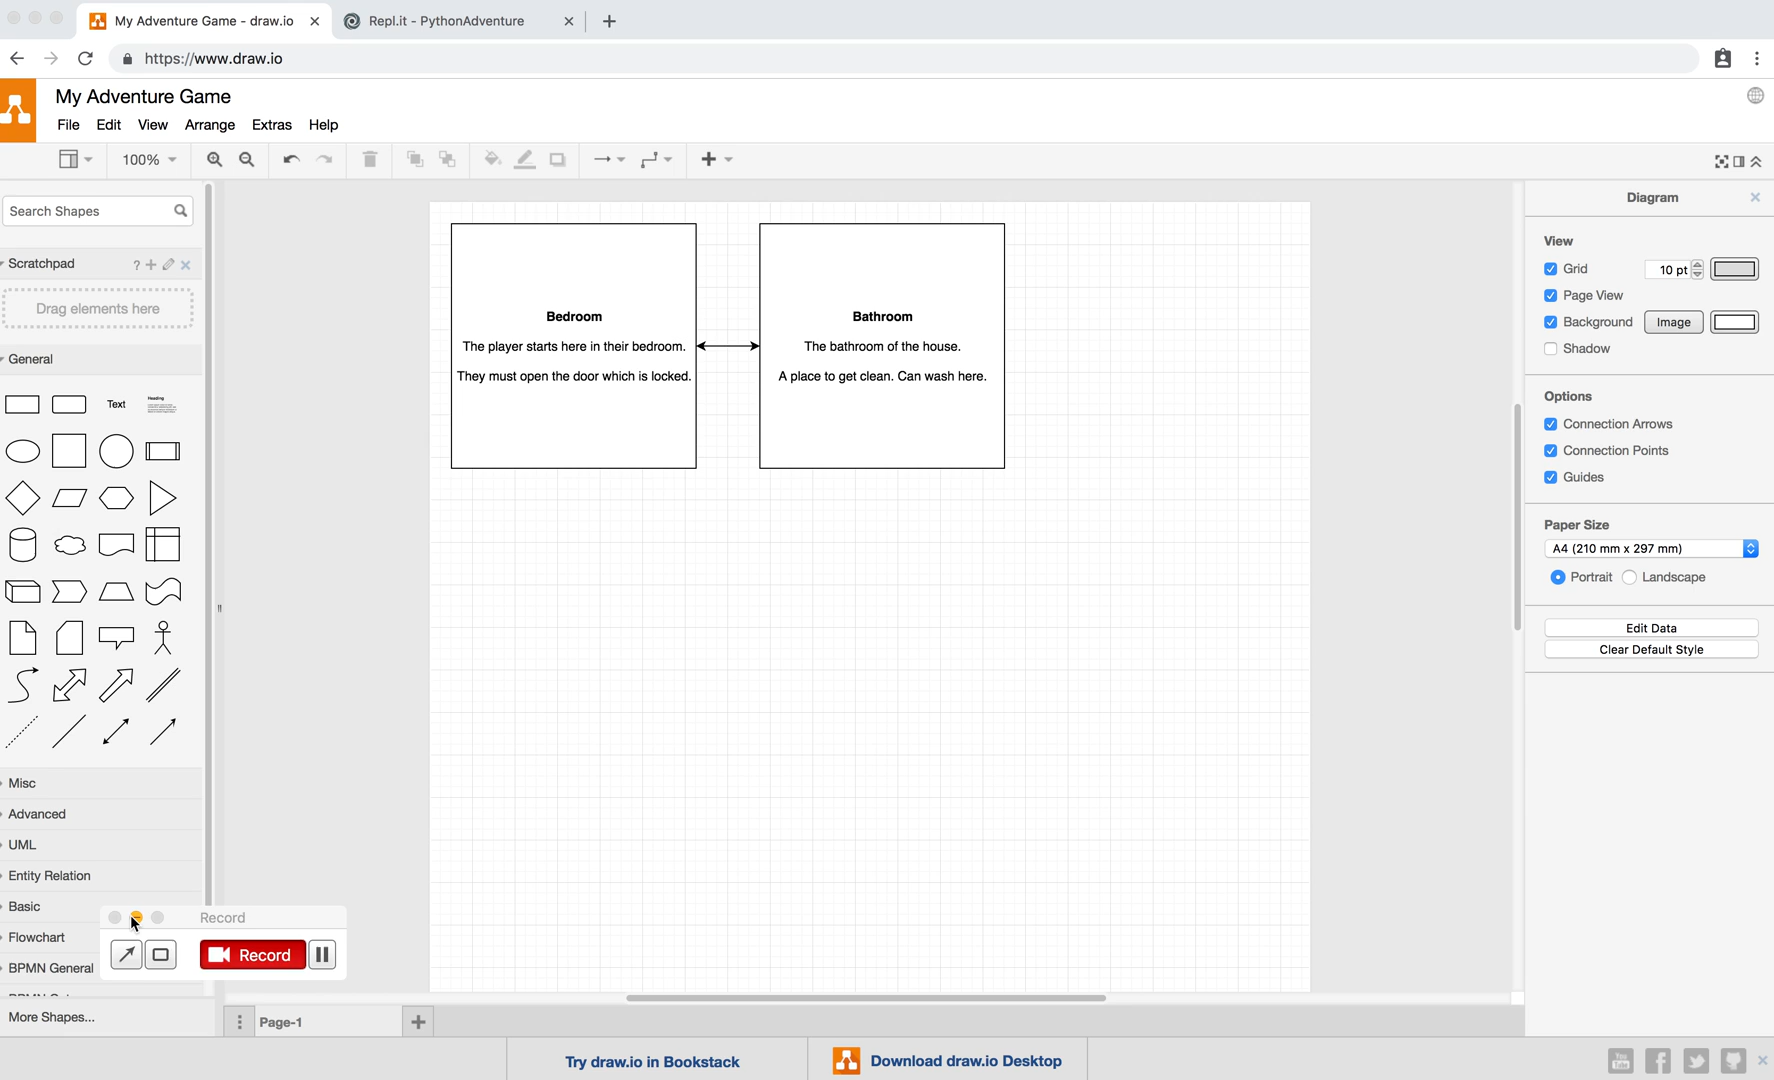 My Adventure Game - draw.io
Repl.it - PythonAdventure
https://www.draw.io
My Adventure Game
File Edit View Arrange Extras Help
100%
Search Shapes
Scratchpad
?
Drag elements here
General
Text
Heading
Misc
Advanced
UML
Entity Relation
Basic
Flowchart
BPMN General
More Shapes...
Record
Record
Bedroom
The player starts here in their bedroom.
They must open the door which is locked.
Bathroom
The bathroom of the house.
A place to get clean. Can wash here.
Page-1
Diagram
View
Grid
10 pt
Page View
Background
Image
Shadow
Options
Connection Arrows
Connection Points
Guides
Paper Size
A4 (210 mm x 297 mm)
Portrait
Landscape
Edit Data
Clear Default Style
Try draw.io in Bookstack
Download draw.io Desktop